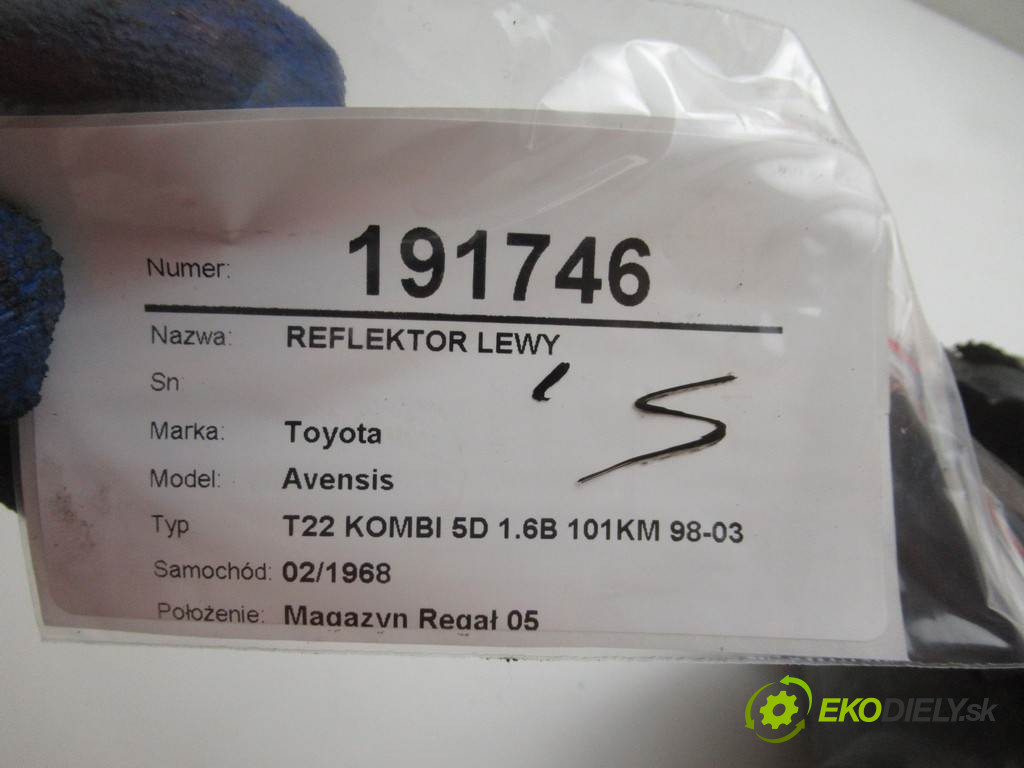 Numer: 191746
Nazwa: REFLEKTOR LEWY
Sn
Marka: Toyota
S
Model: Avensis
Typ T22 KOMBI 5D 1.6B 101KM 98-03
Samochód: 02/1968
Położenie: Magazyn Regał 05
EKODIELY.sk